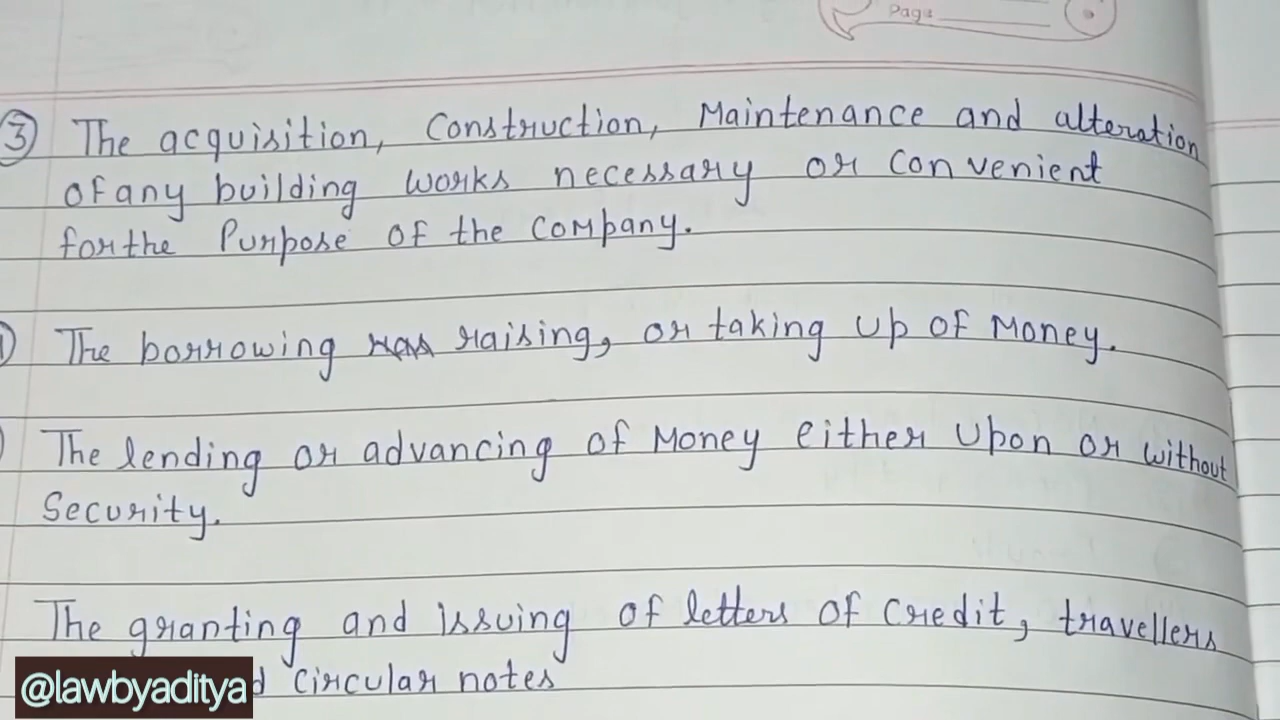 Page
③ The acquisition, Construction, Maintenance and alteration
of any building works necessary or convenient
for the Purpose of the company.
The borrowing raising, or taking up of Money.
The lending or advancing of Money either upon or without
Security.
The granting and issuing of letters of credit, travellers
@lawbyaditya circular notes